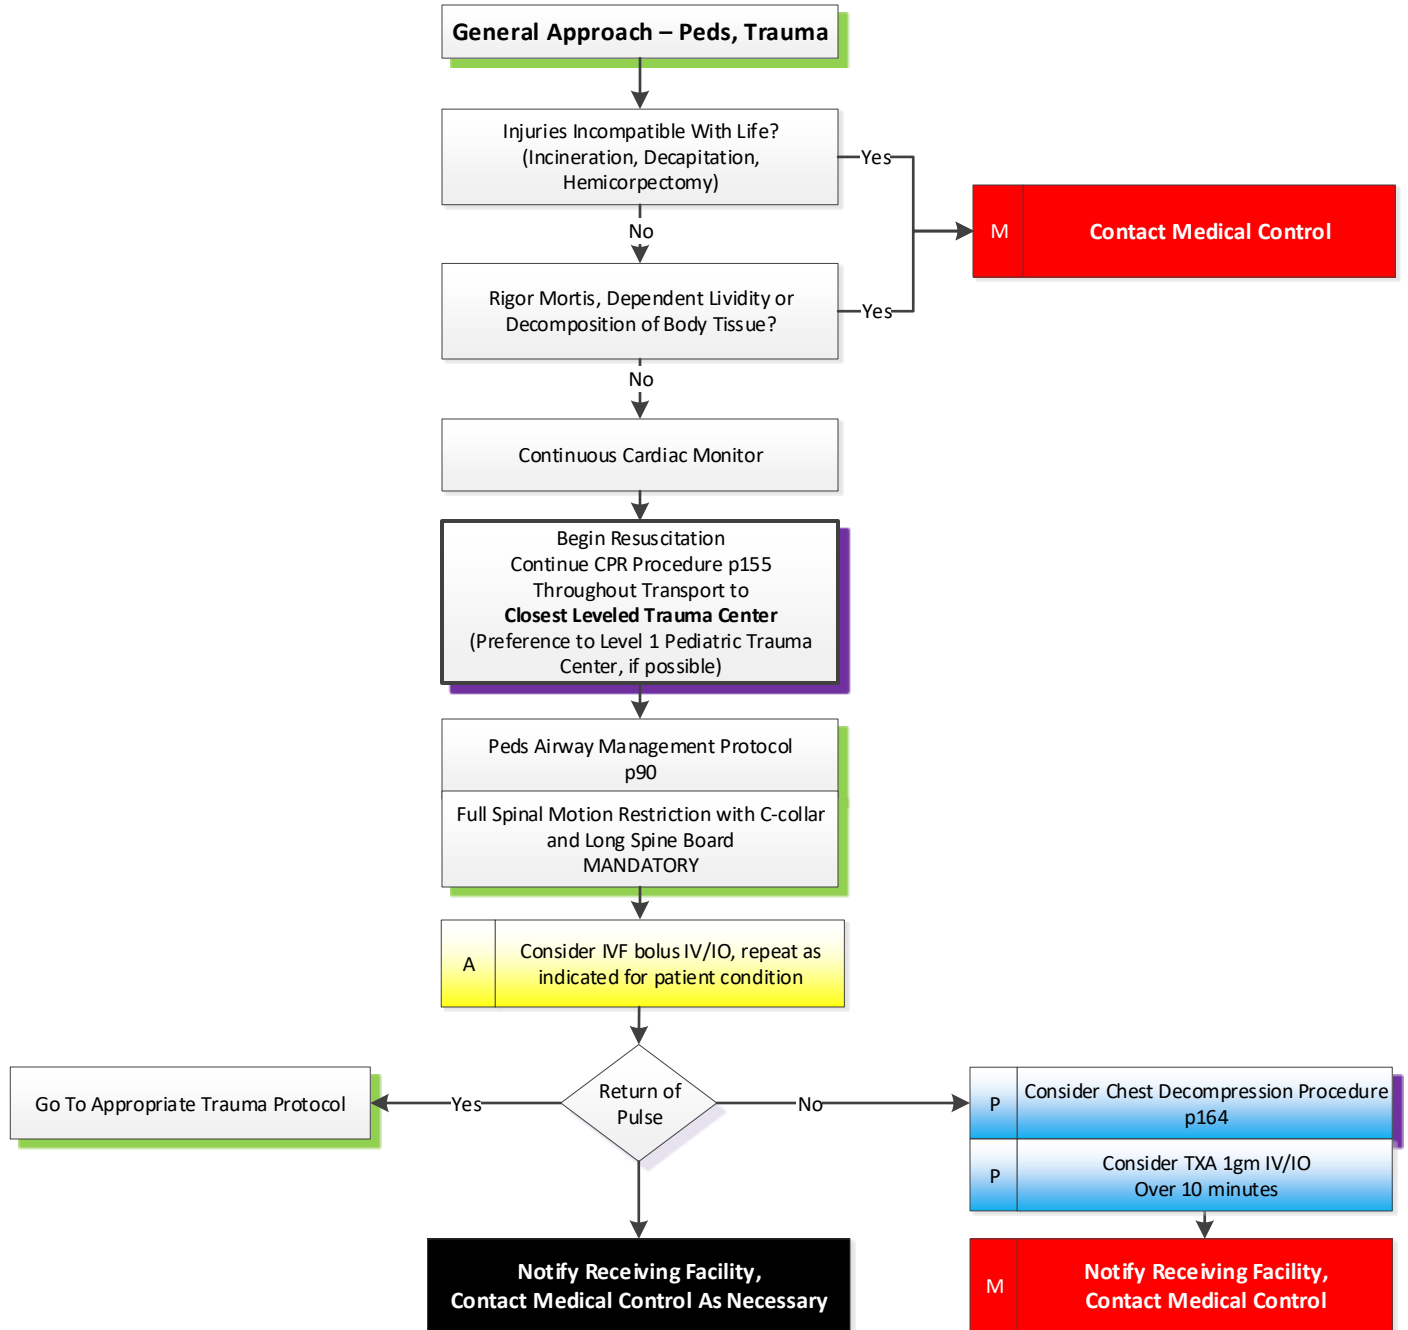 General Approach – Peds, Trauma
Injuries Incompatible With Life?
(Incineration, Decapitation,
Hemicorpectomy)
Yes
No
M
Contact Medical Control
Rigor Mortis, Dependent Lividity or
Decomposition of Body Tissue?
Yes
No
Continuous Cardiac Monitor
Begin Resuscitation
Continue CPR Procedure p155
Throughout Transport to
Closest Leveled Trauma Center
(Preference to Level 1 Pediatric Trauma
Center, if possible)
Peds Airway Management Protocol
p90
Full Spinal Motion Restriction with C-collar
and Long Spine Board
MANDATORY
A
Consider IVF bolus IV/IO, repeat as
indicated for patient condition
Return of
Pulse
Yes
Go To Appropriate Trauma Protocol
No
P
Consider Chest Decompression Procedure
p164
P
Consider TXA 1gm IV/IO
Over 10 minutes
Notify Receiving Facility,
Contact Medical Control As Necessary
M
Notify Receiving Facility,
Contact Medical Control